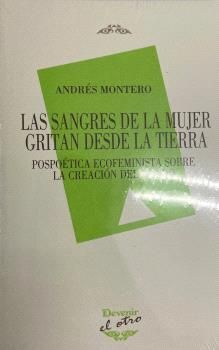 ANDRÉS MONTERO
LAS SANGRES DE LA MUJER
GRITAN DESDE LA TIERRA
POSPOÉTICA ECOFEMINISTA SOBRE
LA CREACIÓN DE
Devenir
el otro